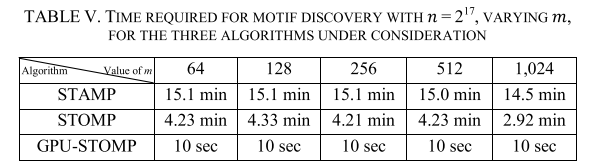 TABLE V. TIME REQUIRED FOR MOTIF DISCOVERY WITH n = 2^17, VARYING m,
FOR THE THREE ALGORITHMS UNDER CONSIDERATION
Algorithm Value of m 64 128 256 512 1,024
STAMP 15.1 min 15.1 min 15.1 min 15.0 min 14.5 min
STOMP 4.23 min 4.33 min 4.21 min 4.23 min 2.92 min
GPU-STOMP 10 sec 10 sec 10 sec 10 sec 10 sec